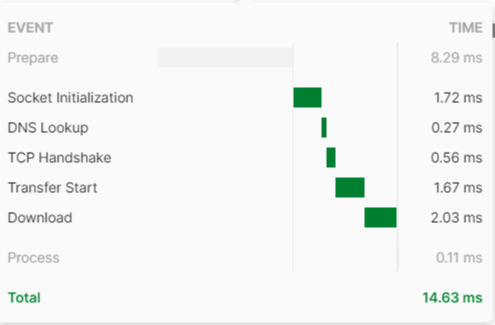 EVENT TIME
Prepare 8.29 ms
Socket Initialization 1.72 ms
DNS Lookup 0.27 ms
TCP Handshake 0.56 ms
Transfer Start 1.67 ms
Download 2.03 ms
Process 0.11 ms
Total 14.63 ms